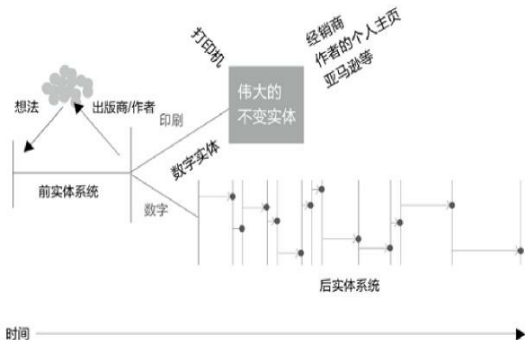 打印机
经销商
作者的个人主页
亚马逊等
伟大的
不变实体
想法
出版商/作者
印刷
数字实体
前实体系统
数字
后实体系统
时间